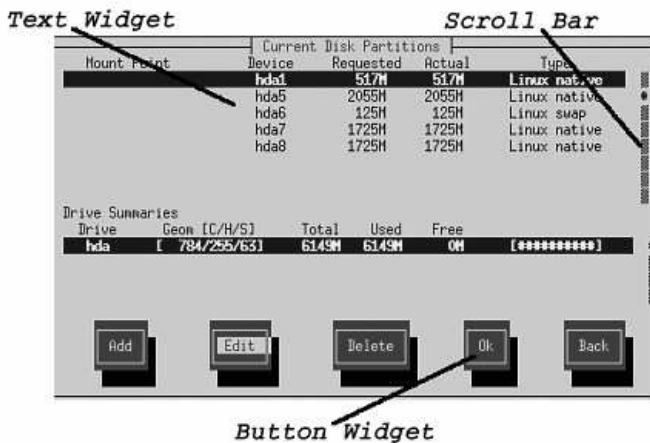 Text Widget
Scroll Bar
Current Disk Partitions
Mount Point Device Requested Actual Type
hda1 517M 517M Linux native
hda5 2055M 2055M Linux native
hda6 125M 125M Linux swap
hda7 1725M 1725M Linux native
hda8 1725M 1725M Linux native
Drive Summaries
Drive Geom [C/H/S] Total Used Free
hda [ 784/255/63] 6149M 6149M 0M [##########]
Add Edit Delete Ok Back
Button Widget